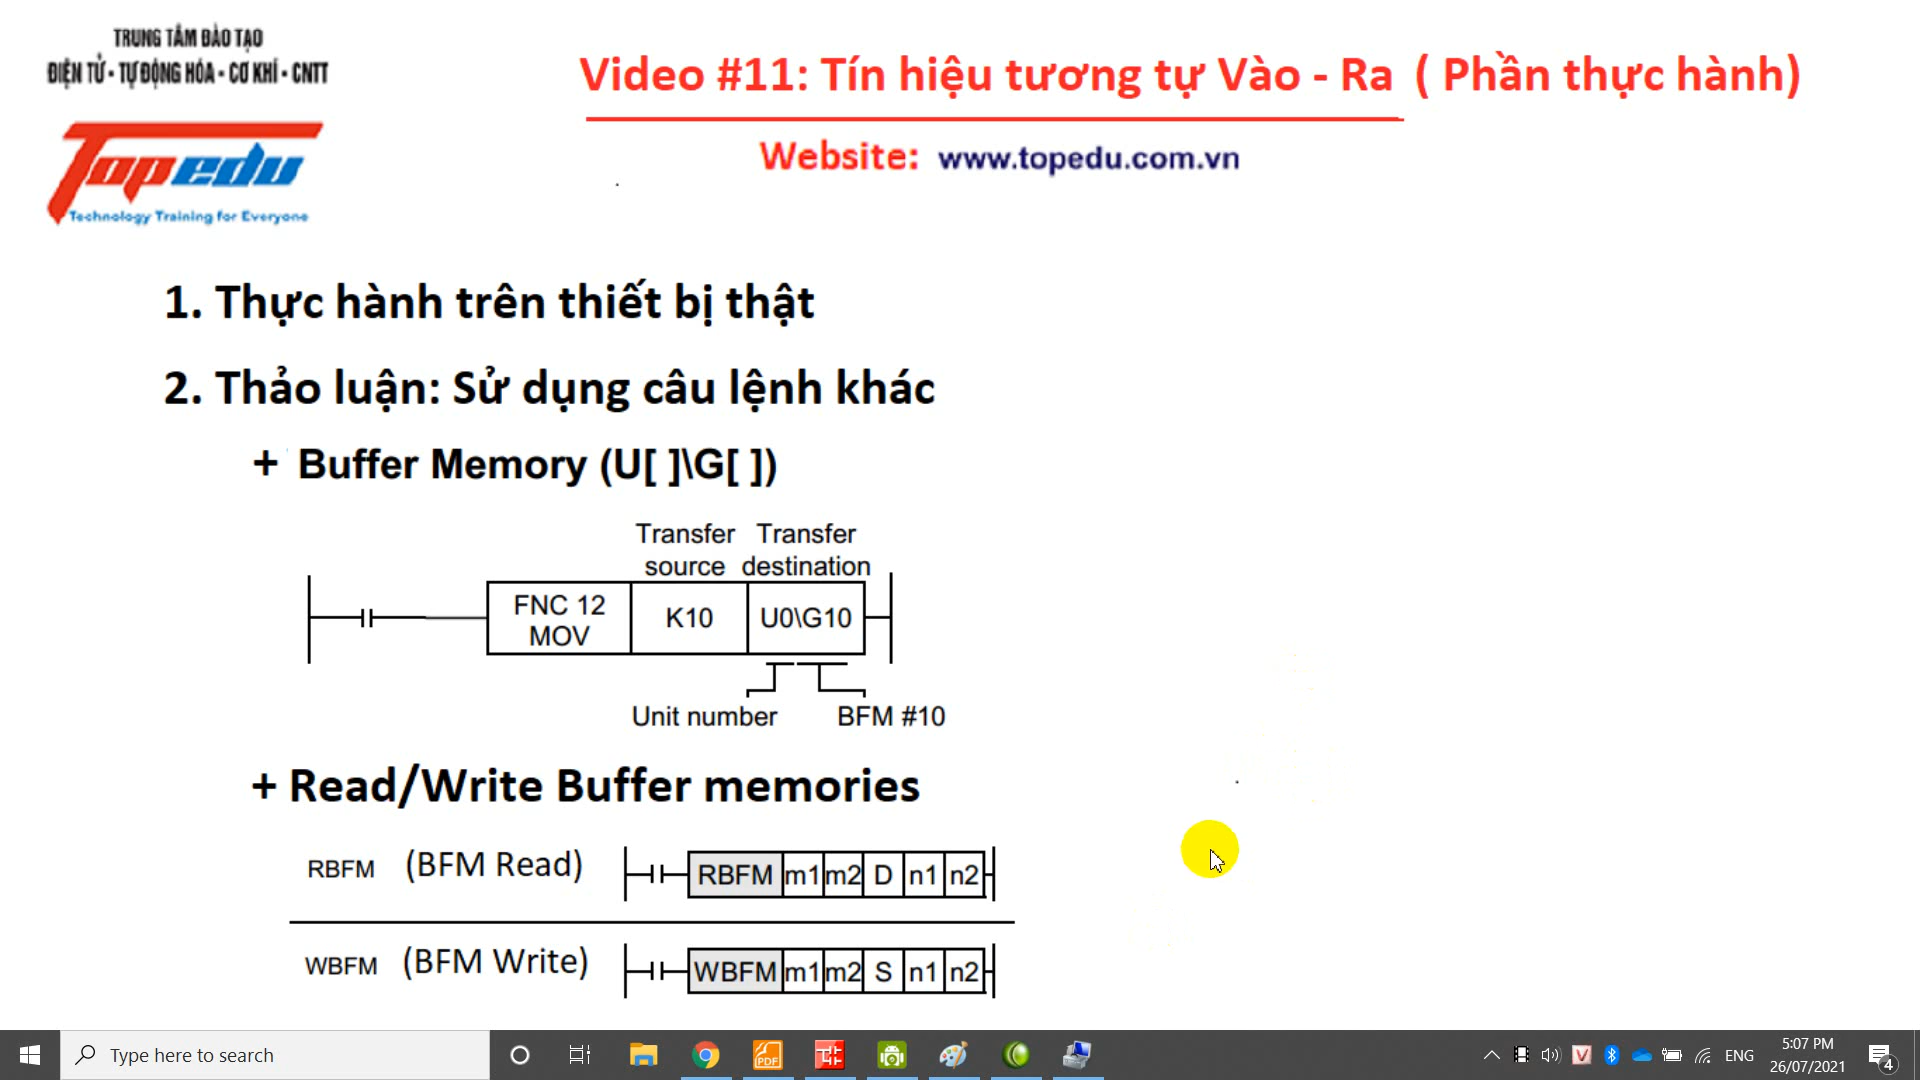 TRUNG TÂM ĐÀO TẠO
ĐIỆN TỬ - TỰ ĐỘNG HÓA - CƠ KHÍ - CNTT
Topedu
Technology Training for Everyone
Video #11: Tín hiệu tương tự Vào - Ra ( Phần thực hành)
Website: www.topedu.com.vn
1. Thực hành trên thiết bị thật
2. Thảo luận: Sử dụng câu lệnh khác
+ Buffer Memory (U[ ]\G[ ])
Transfer source
Transfer destination
FNC 12 MOV
K10
U0\G10
Unit number
BFM #10
+ Read/Write Buffer memories
RBFM (BFM Read)
RBFM m1 m2 D n1 n2
WBFM (BFM Write)
WBFM m1 m2 S n1 n2
Type here to search
PDF
ENG
5:07 PM
26/07/2021
4